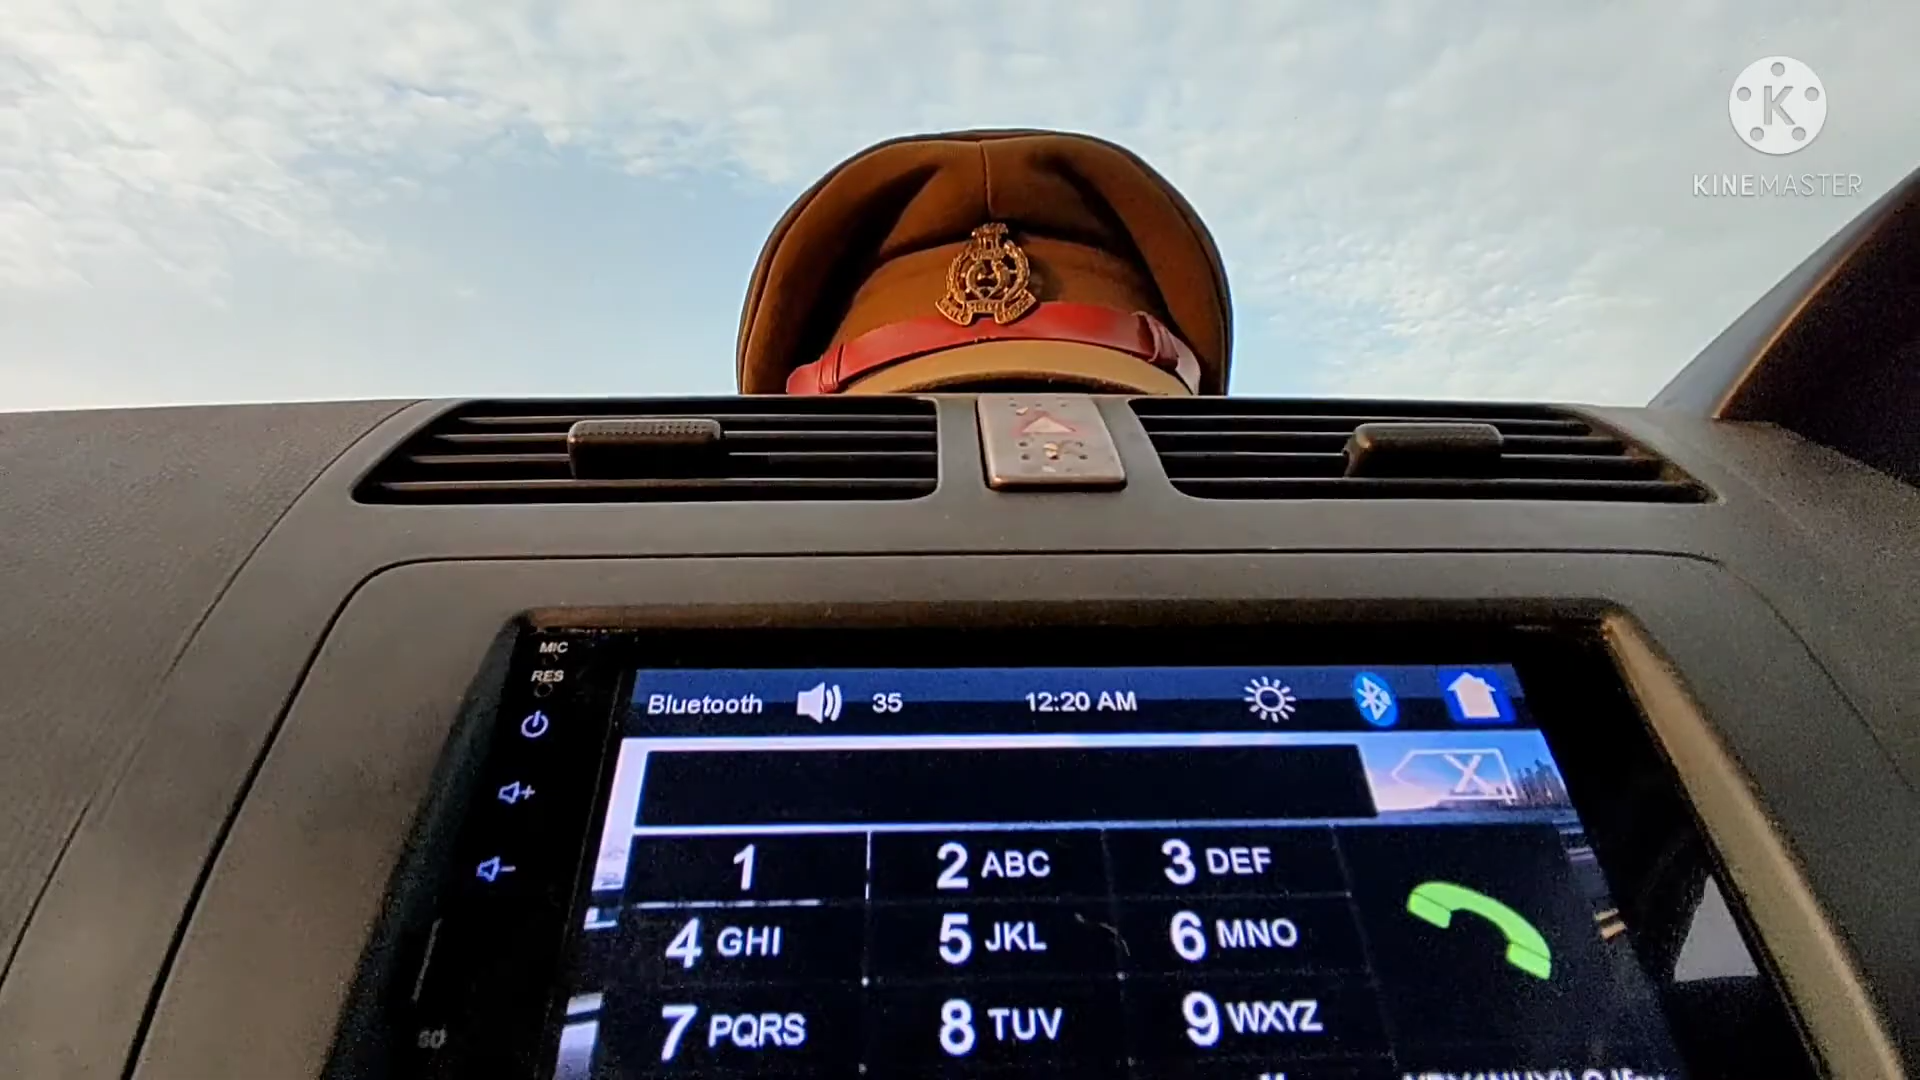 K
KINEMASTER
MIC
RES
Bluetooth 35 12:20 AM
X
1 2 ABC 3 DEF
4 GHI 5 JKL 6 MNO
7 PQRS 8 TUV 9 WXYZ